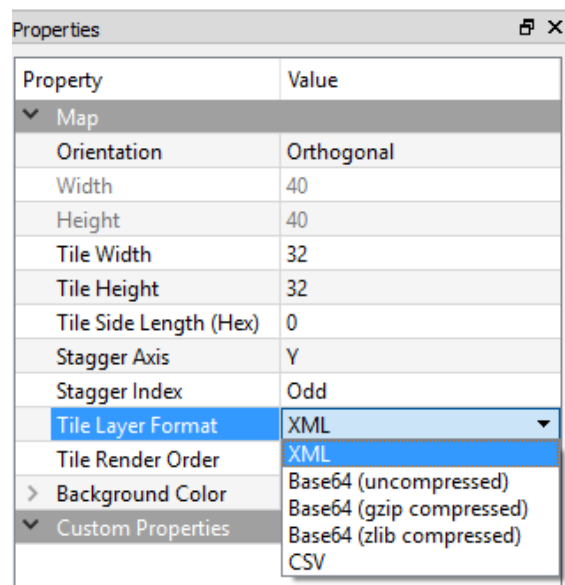 Properties
Property Value
Map
Orientation Orthogonal
Width 40
Height 40
Tile Width 32
Tile Height 32
Tile Side Length (Hex) 0
Stagger Axis Y
Stagger Index Odd
Tile Layer Format XML
Tile Render Order XML
Base64 (uncompressed)
Background Color Base64 (gzip compressed)
Custom Properties Base64 (zlib compressed)
CSV